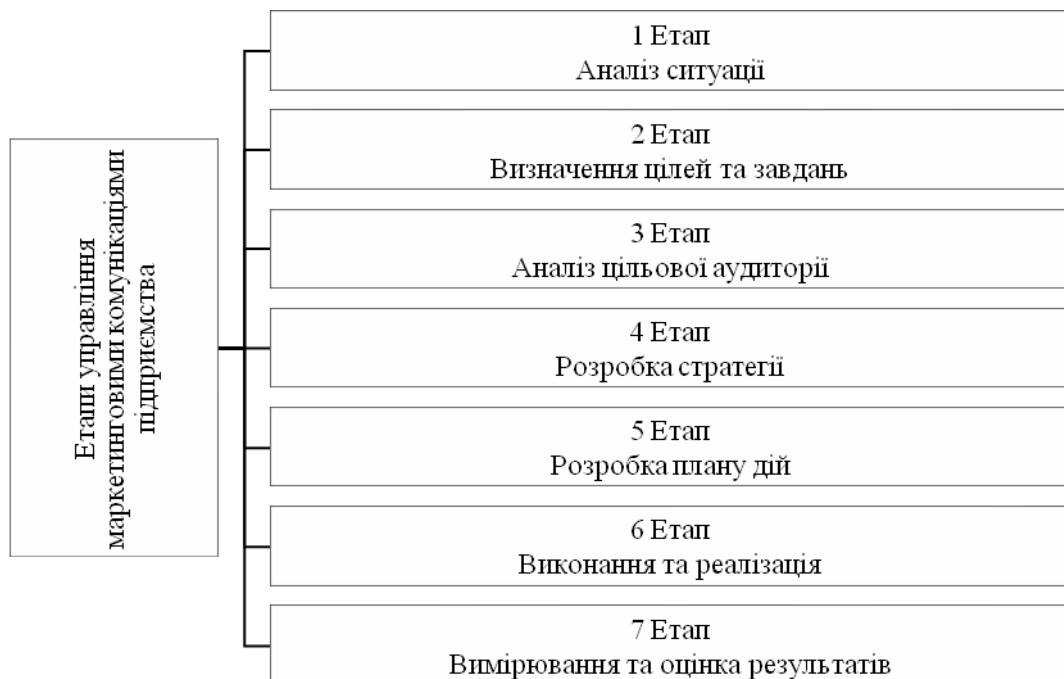 Етапи управління
маркетинговими комунікаціями
підприємства
1 Етап
Аналіз ситуації
2 Етап
Визначення цілей та завдань
3 Етап
Аналіз цільової аудиторії
4 Етап
Розробка стратегії
5 Етап
Розробка плану дій
6 Етап
Виконання та реалізація
7 Етап
Вимірювання та оцінка результатів